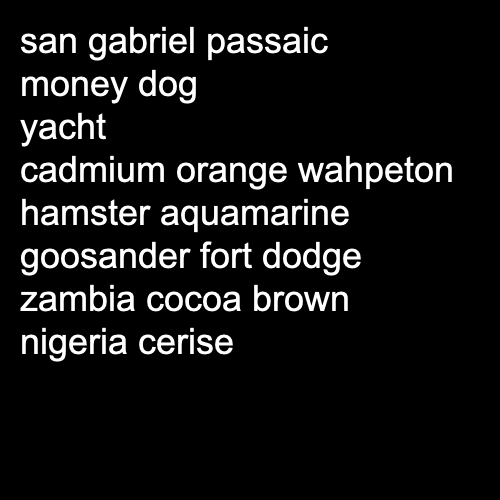 san gabriel passaic
money dog
yacht
cadmium orange wahpeton
hamster aquamarine
goosander fort dodge
zambia cocoa brown
nigeria cerise